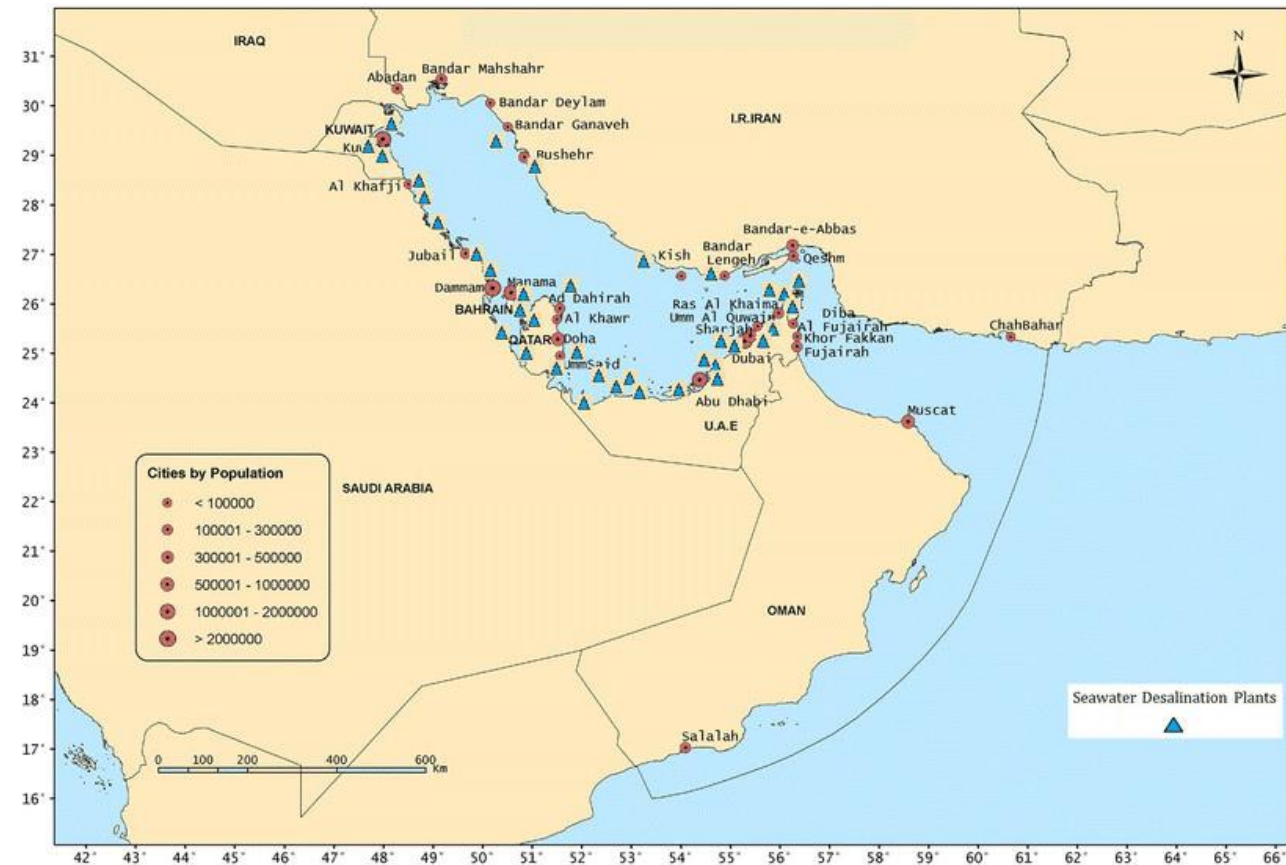 N
IRAQ
Abadan
Bandar Mahshahr
Bandar Deylam
Bandar Ganaveh
I.R.IRAN
KUWAIT
Rushehr
Al Khafji
Bandar-e-Abbas
Kish
Bandar
Lengeh
Qeshm
Jubail
Dammam
Manama
Ad Dahirah
BAHRAIN
Al Khawr
Ras Al Khaima
Diba
Umm Al Quwain
Al Fujairah
Sharjah
Khor Fakkan
ChahBahar
QATAR
Doha
Dubai
Fujairah
UmmSaid
Abu Dhabi
U.A.E
Muscat
SAUDI ARABIA
OMAN
Salalah
Cities by Population
< 100000
100001 - 300000
300001 - 500000
500001 - 1000000
1000001 - 2000000
> 2000000
Seawater Desalination Plants
0 100 200 400 600
Km
31°
30°
29°
28°
27°
26°
25°
24°
23°
22°
21°
20°
19°
18°
17°
16°
42° 43° 44° 45° 46° 47° 48° 49° 50° 51° 52° 53° 54° 55° 56° 57° 58° 59° 60° 61° 62° 63° 64° 65° 66°